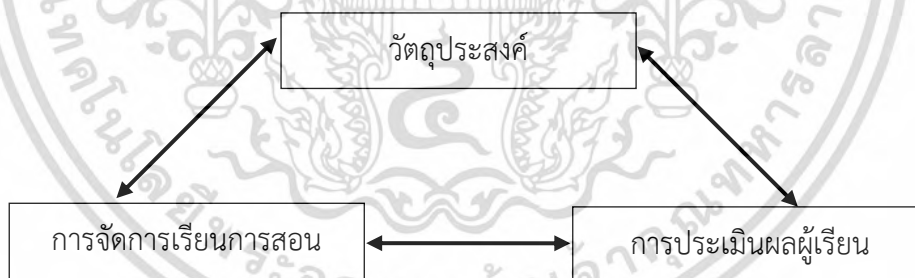 วัตถุประสงค์
การจัดการเรียนการสอน
การประเมินผลผู้เรียน